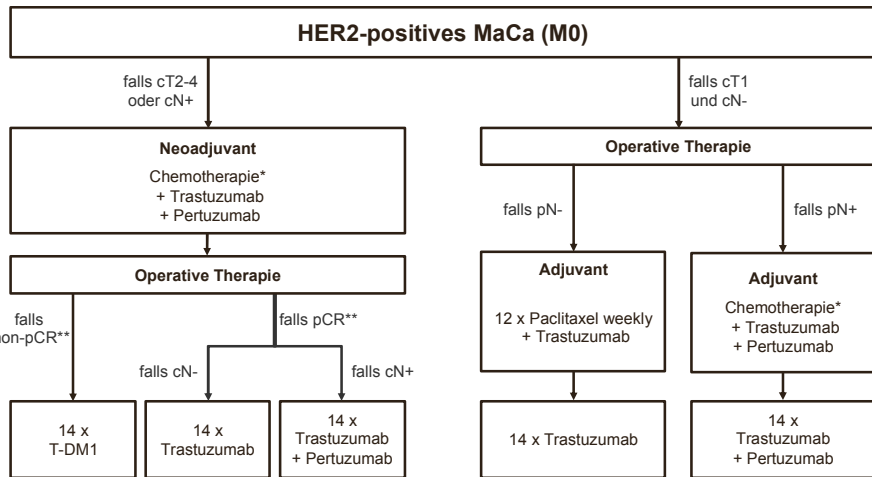 HER2-positives MaCa (M0)
falls cT2-4
oder cN+
falls cT1
und cN-
Neoadjuvant
Chemotherapie*
+ Trastuzumab
+ Pertuzumab
Operative Therapie
falls pN-
falls pN+
Operative Therapie
Adjuvant
12 x Paclitaxel weekly
+ Trastuzumab
Adjuvant
Chemotherapie*
+ Trastuzumab
+ Pertuzumab
falls
non-pCR**
falls pCR**
falls cN-
falls cN+
14 x
T-DM1
14 x
Trastuzumab
14 x
Trastuzumab
+ Pertuzumab
14 x Trastuzumab
14 x
Trastuzumab
+ Pertuzumab